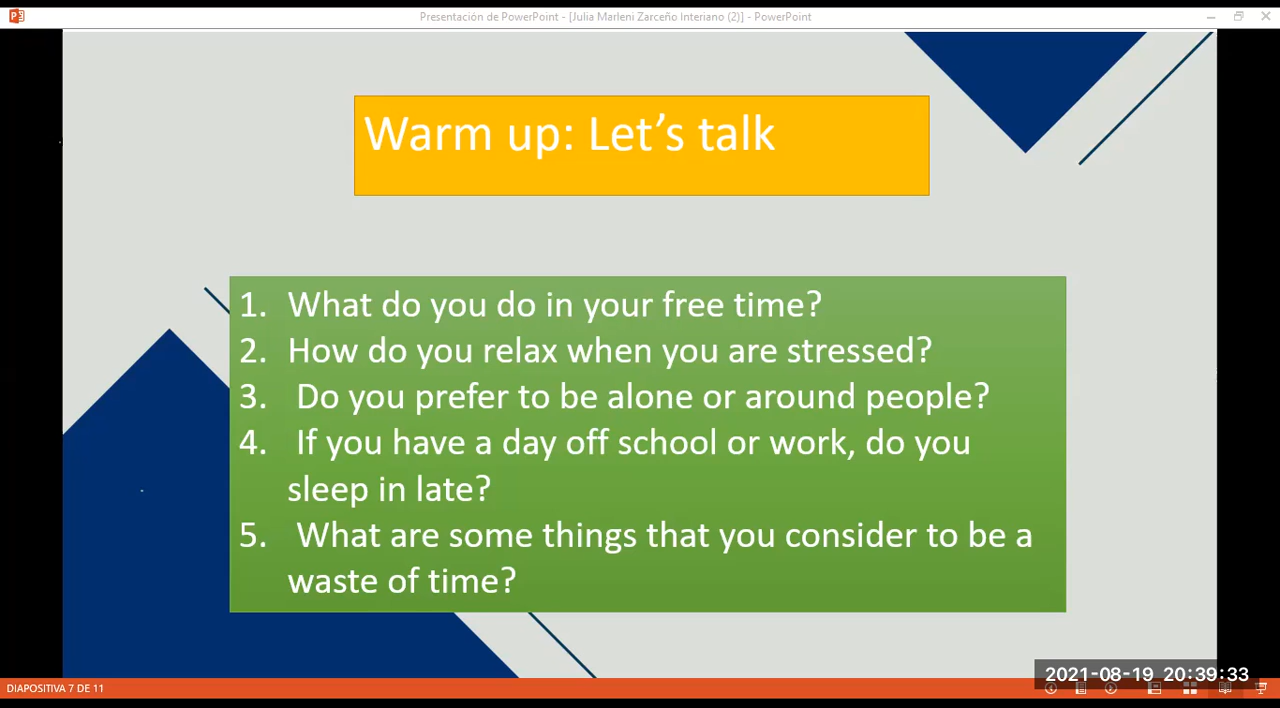 Presentación de PowerPoint - [Julia Marleni Zarceño Interiano (2)] - PowerPoint
Warm up: Let's talk
1. What do you do in your free time?
2. How do you relax when you are stressed?
3. Do you prefer to be alone or around people?
4. If you have a day off school or work, do you
sleep in late?
5. What are some things that you consider to be a
waste of time?
2021-08-19 20:39:33
DIAPOSITIVA 7 DE 11